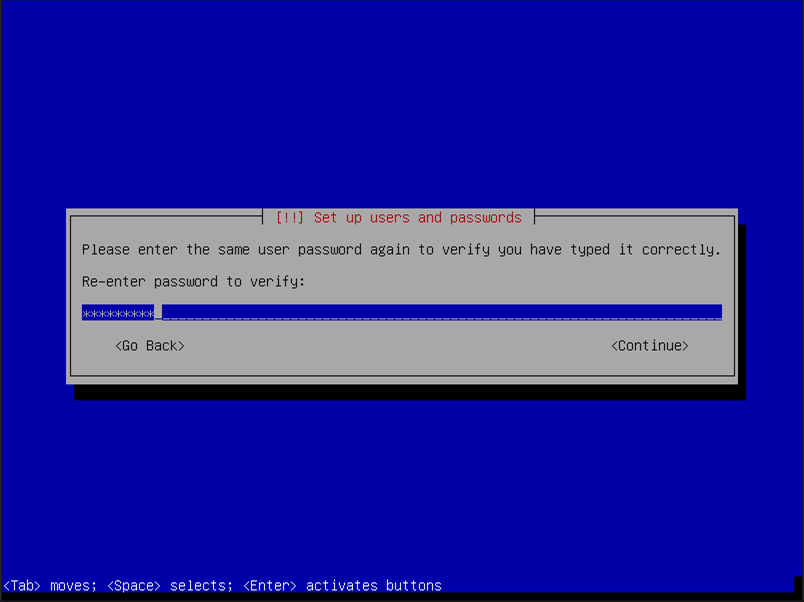 [!!] Set up users and passwords
Please enter the same user password again to verify you have typed it correctly.
Re-enter password to verify:
*********
<Go Back> <Continue>
<Tab> moves; <Space> selects; <Enter> activates buttons